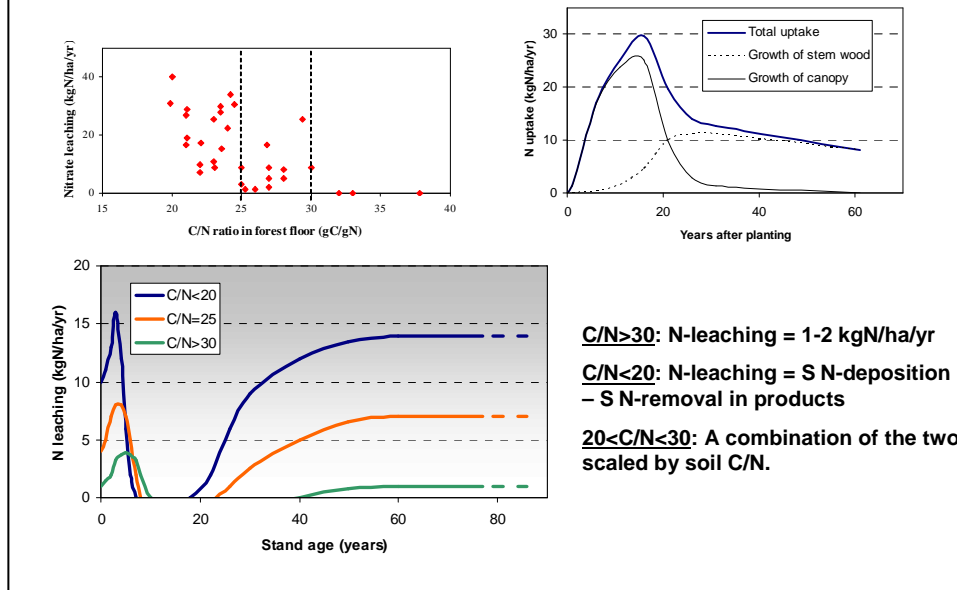 Nitrate leaching (kgN/ha/yr)
40
20
0
15 20 25 30 35 40
C/N ratio in forest floor (gC/gN)
N uptake (kgN/ha/yr)
30
20
10
0
Total uptake
Growth of stem wood
Growth of canopy
0 20 40 60
Years after planting
N leaching (kgN/ha/yr)
20
15
10
5
0
C/N<20
C/N=25
C/N>30
0 20 40 60 80
Stand age (years)
C/N>30: N-leaching = 1-2 kgN/ha/yr
C/N<20: N-leaching = S N-deposition
– S N-removal in products
20<C/N<30: A combination of the two
scaled by soil C/N.